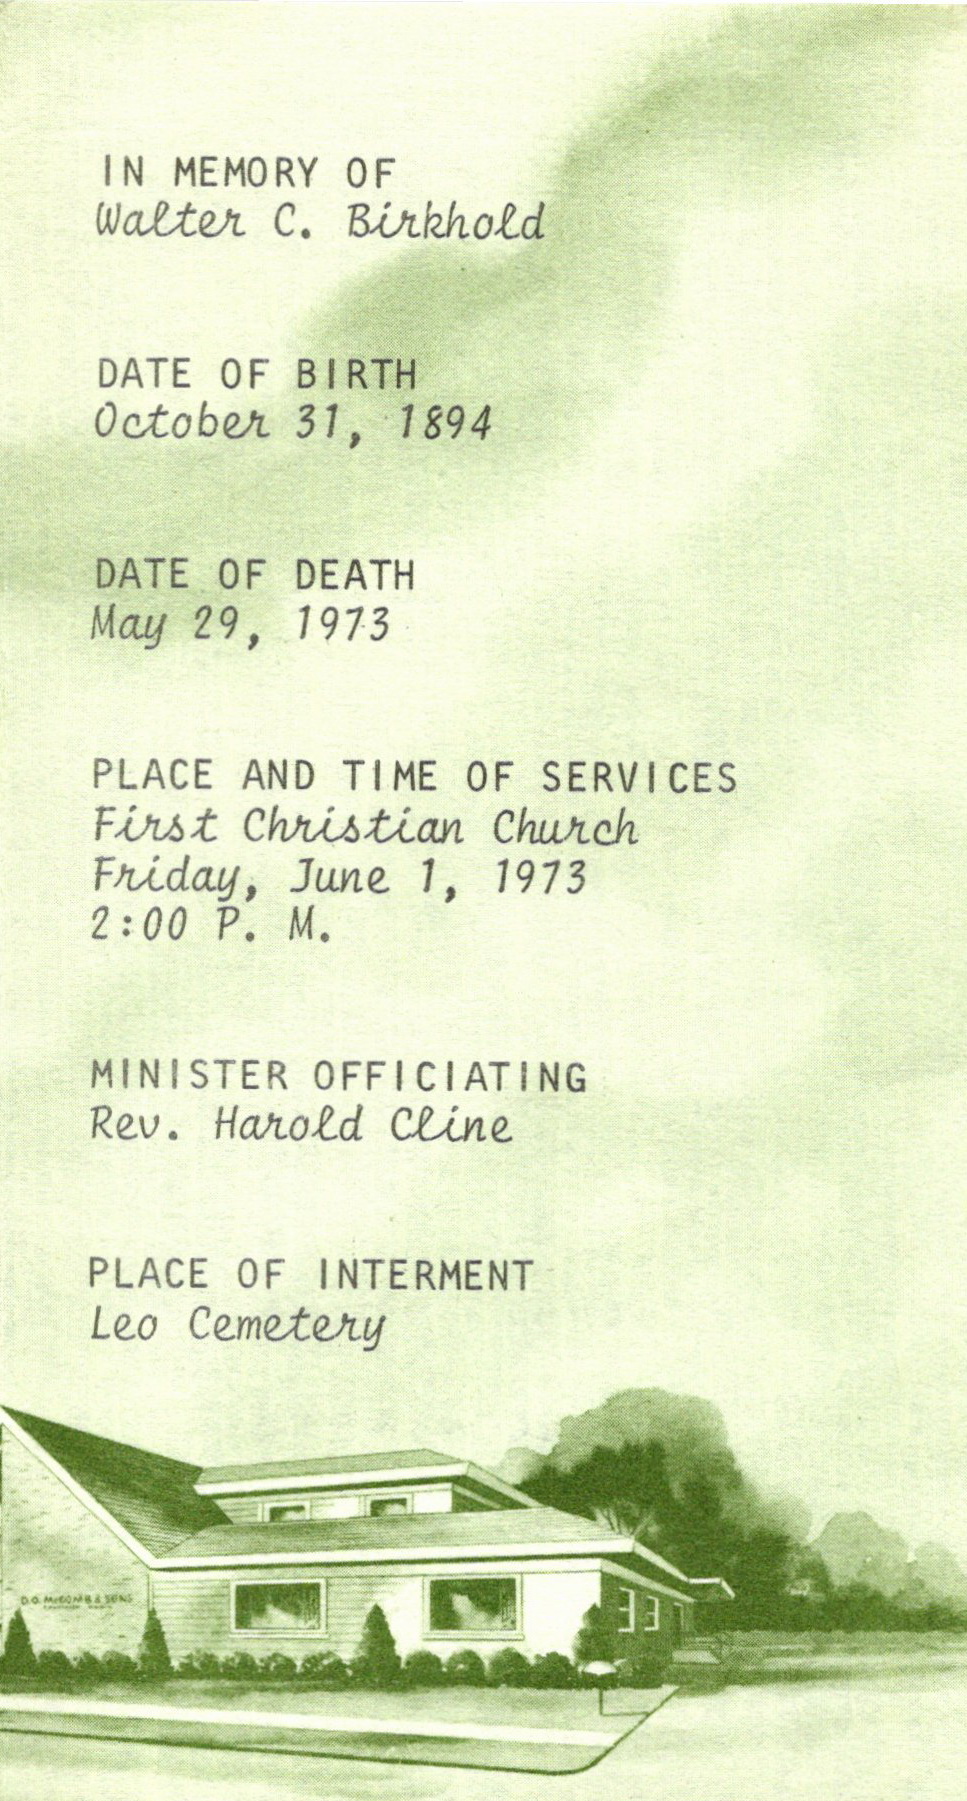 IN MEMORY OF
Walter C. Birkhold
DATE OF BIRTH
October 31, 1894
DATE OF DEATH
May 29, 1973
PLACE AND TIME OF SERVICES
First Christian Church
Friday, June 1, 1973
2:00 P. M.
MINISTER OFFICIATING
Rev. Harold Cline
PLACE OF INTERMENT
Leo Cemetery
D.O. McCOMB & SONS